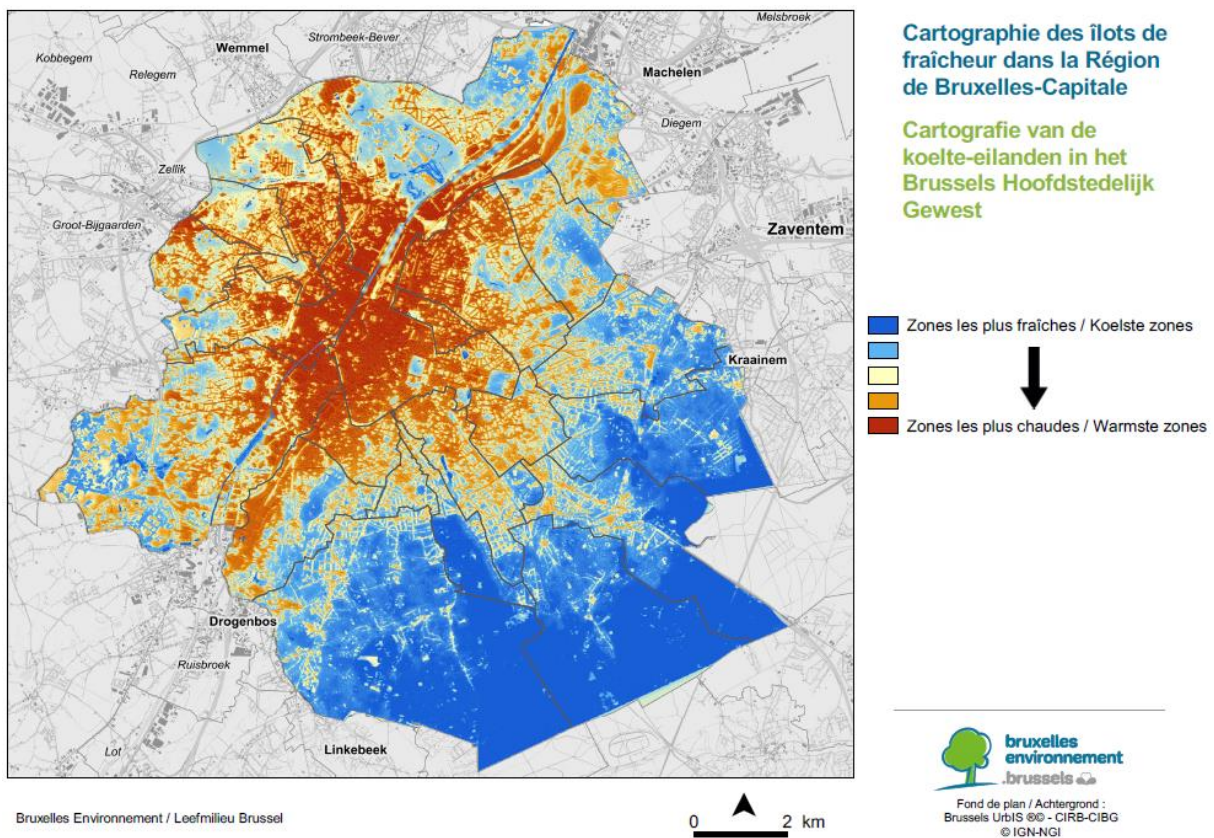 Melsbroek
Strombeek-Bever
Wemmel
Kobbegem
Relegem
Machelen
Diegem
Zellik
Groot-Bijgaarden
Zaventem
Kraainem
Drogenbos
Ruisbroek
Linkebeek
Lot
Cartographie des îlots de
fraîcheur dans la Région
de Bruxelles-Capitale
Cartografie van de
koelte-eilanden in het
Brussels Hoofdstedelijk
Gewest
Zones les plus fraîches / Koelste zones
Zones les plus chaudes / Warmste zones
bruxelles
environnement
.brussels
Fond de plan / Achtergrond :
Brussels UrbIS ®© - CIRB-CIBG
© IGN-NGI
Bruxelles Environnement / Leefmilieu Brussel
0 2 km